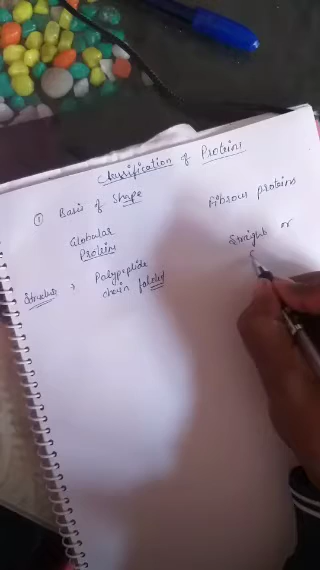 Classification of Proteins
① Basis of Shape
Globular
Protein
Fibrous proteins
Structure → Polypeptide
chain folded
Straight or